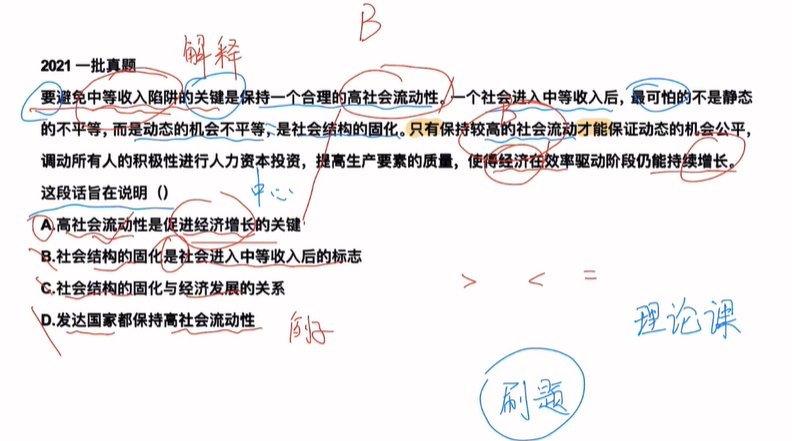 B
解释
2021 一批真题
要避免中等收入陷阱的关键是保持一个合理的高社会流动性。一个社会进入中等收入后，最可怕的不是静态
的不平等，而是动态的机会不平等，是社会结构的固化。只有保持较高的社会流动才能保证动态的机会公平，
B
调动所有人的积极性进行人力资本投资，提高生产要素的质量，使得经济在效率驱动阶段仍能持续增长。
这段话旨在说明（）
中心
A.高社会流动性是促进经济增长的关键
B.社会结构的固化是社会进入中等收入后的标志
C.社会结构的固化与经济发展的关系
> < =
D.发达国家都保持高社会流动性
例子
理论课
刷题